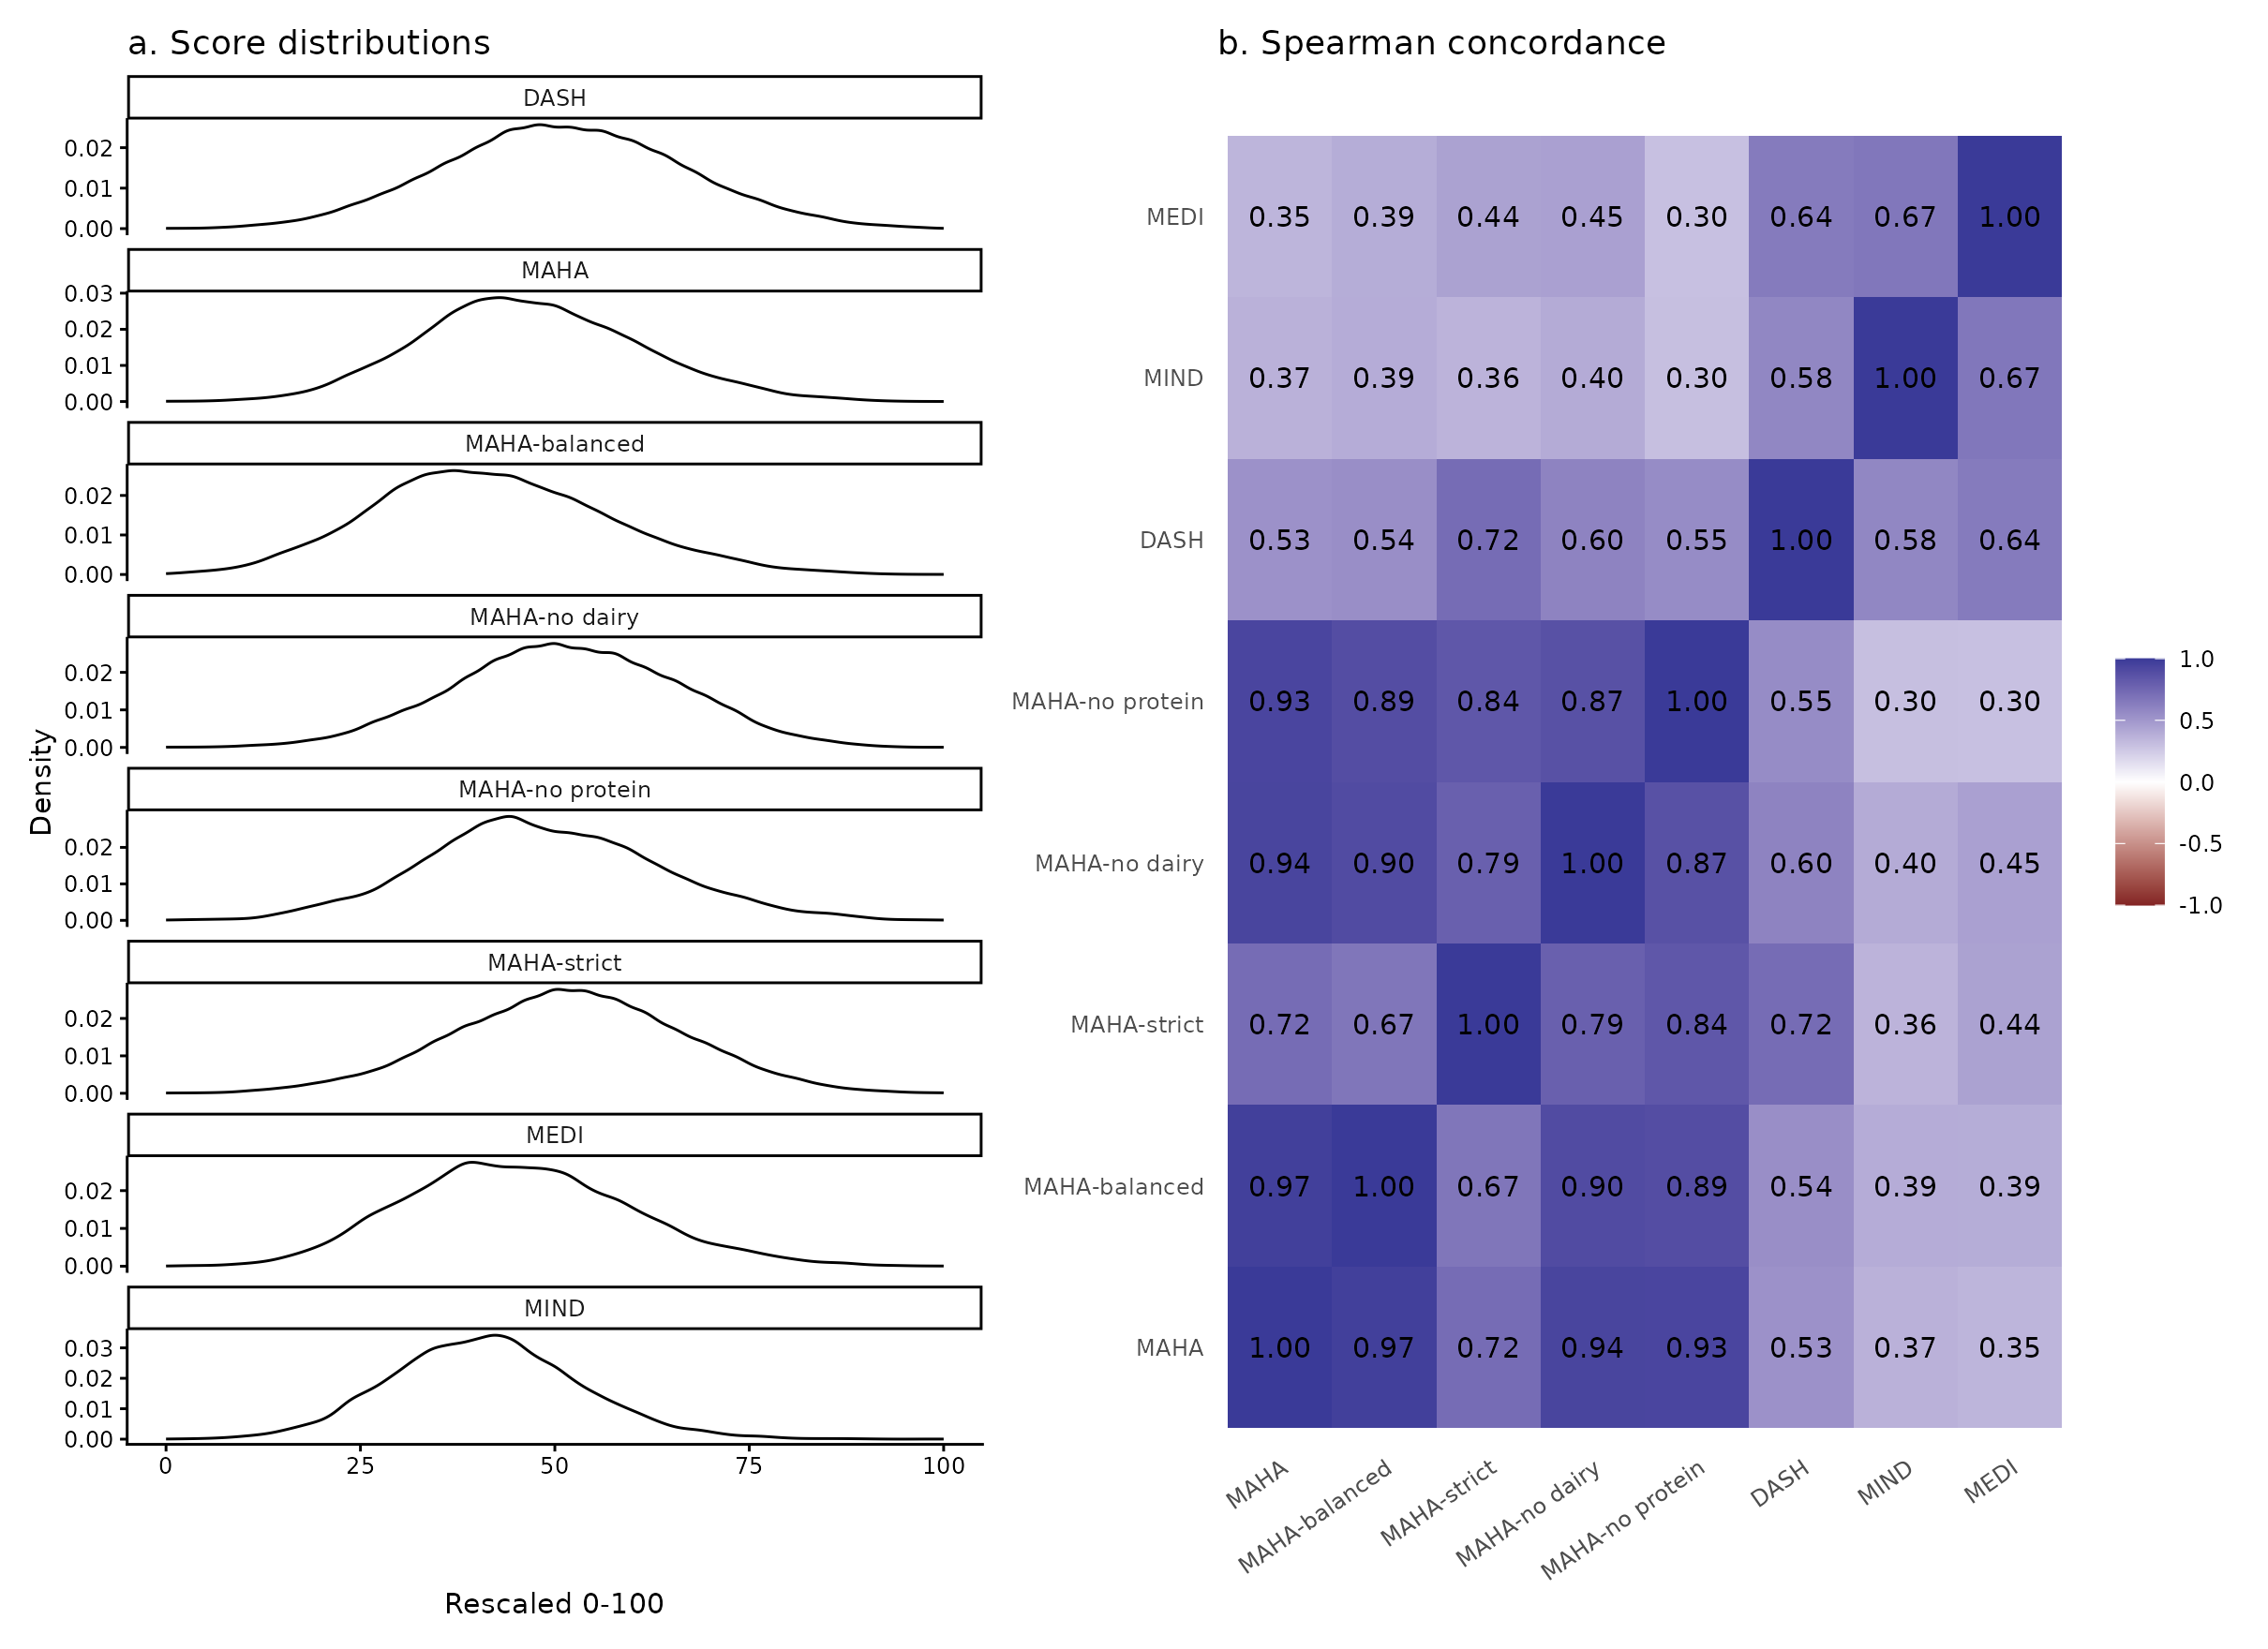 a. Score distributions
DASH
0.02
0.01
0.00
MAHA
0.03
0.02
0.01
0.00
MAHA-balanced
0.02
0.01
0.00
MAHA-no dairy
0.02
0.01
0.00
MAHA-no protein
0.02
0.01
0.00
MAHA-strict
0.02
0.01
0.00
MEDI
0.02
0.01
0.00
MIND
0.03
0.02
0.01
0.00
0 25 50 75 100
Density
Rescaled 0-100
b. Spearman concordance
MEDI 0.35 0.39 0.44 0.45 0.30 0.64 0.67 1.00
MIND 0.37 0.39 0.36 0.40 0.30 0.58 1.00 0.67
DASH 0.53 0.54 0.72 0.60 0.55 1.00 0.58 0.64
MAHA-no protein 0.93 0.89 0.84 0.87 1.00 0.55 0.30 0.30
MAHA-no dairy 0.94 0.90 0.79 1.00 0.87 0.60 0.40 0.45
MAHA-strict 0.72 0.67 1.00 0.79 0.84 0.72 0.36 0.44
MAHA-balanced 0.97 1.00 0.67 0.90 0.89 0.54 0.39 0.39
MAHA 1.00 0.97 0.72 0.94 0.93 0.53 0.37 0.35
MAHA MAHA-balanced MAHA-strict MAHA-no dairy MAHA-no protein DASH MIND MEDI
1.0
0.5
0.0
-0.5
-1.0